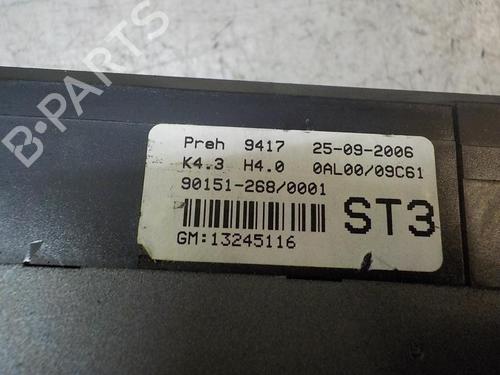 B-PARTS
Preh 9417 25-09-2006
K4.3 H4.0 0AL00/09C61
90151-268/0001
ST3
GM:13245116